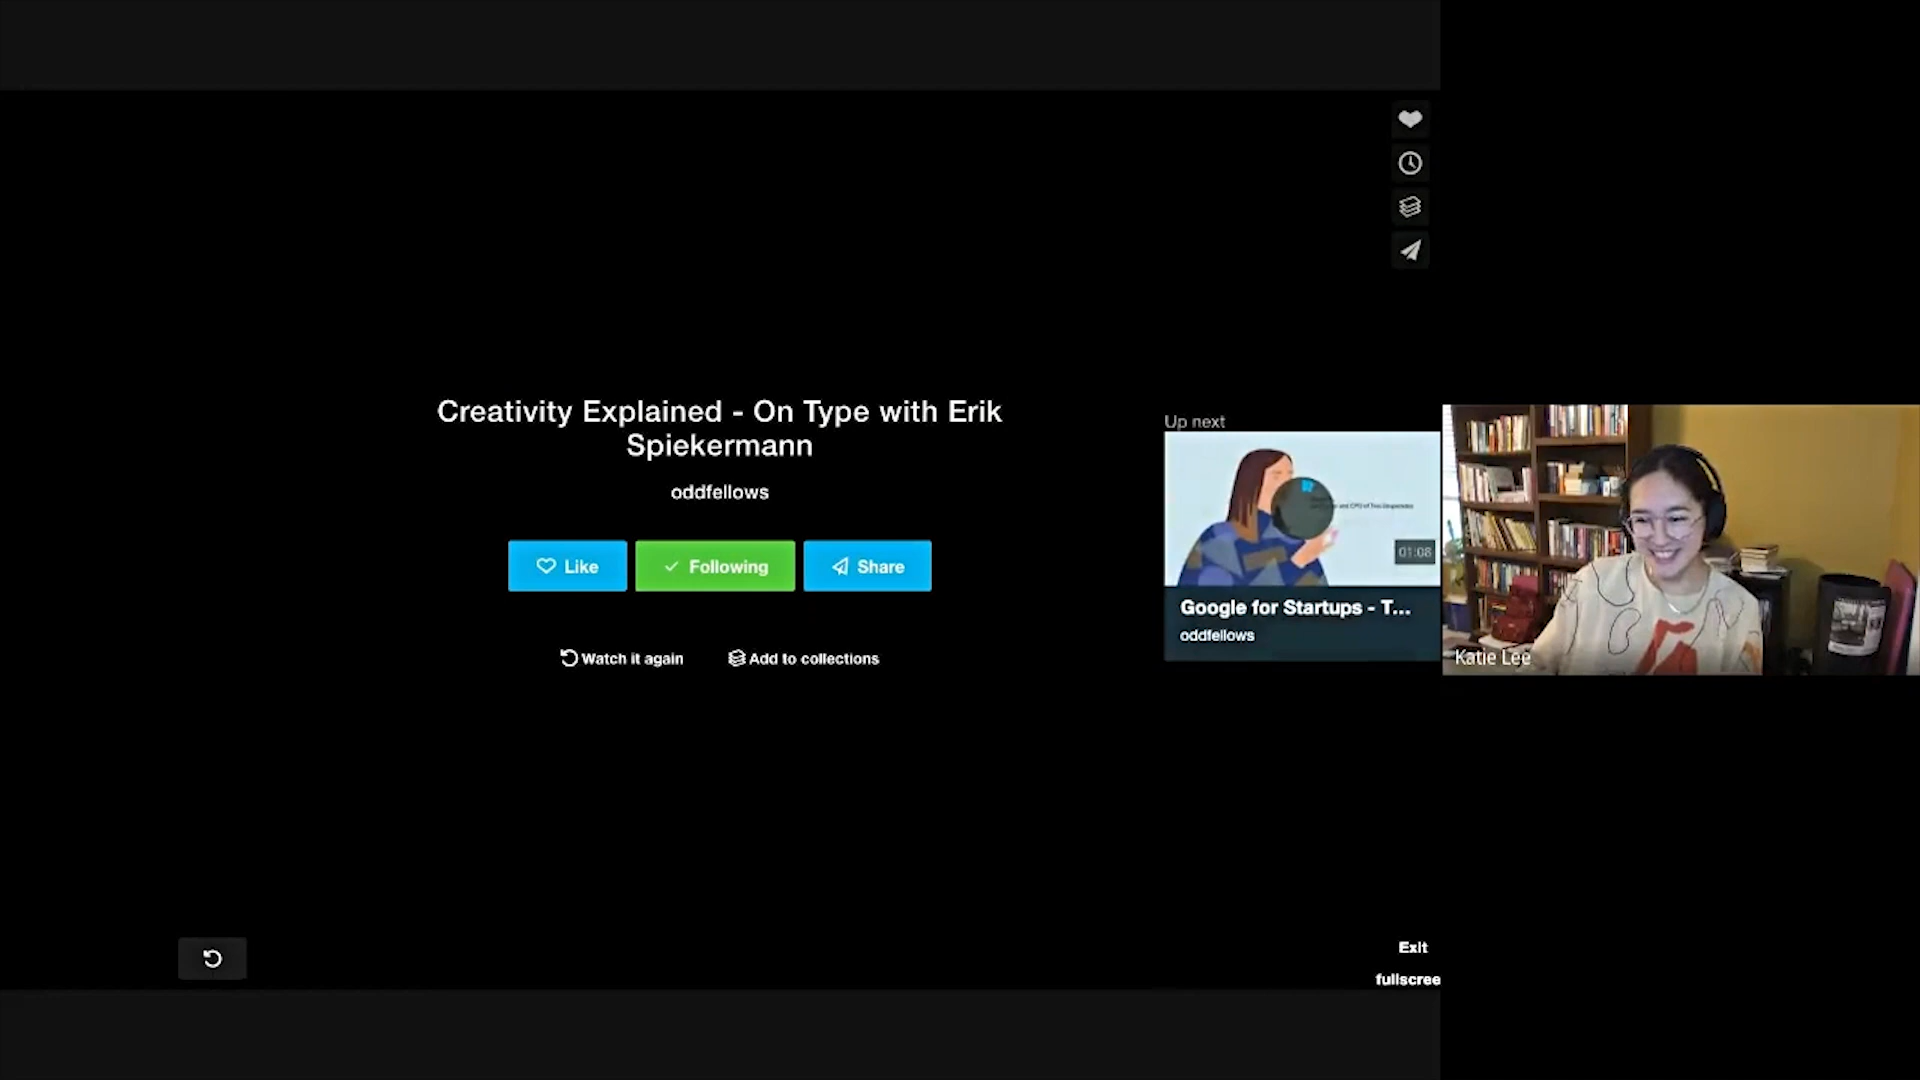 Creativity Explained - On Type with Erik
Spiekermann
oddfellows
Like
Following
Share
Watch it again
Add to collections
Up next
01:08
Google for Startups - T...
oddfellows
Katie Lee
Exit
fullscree